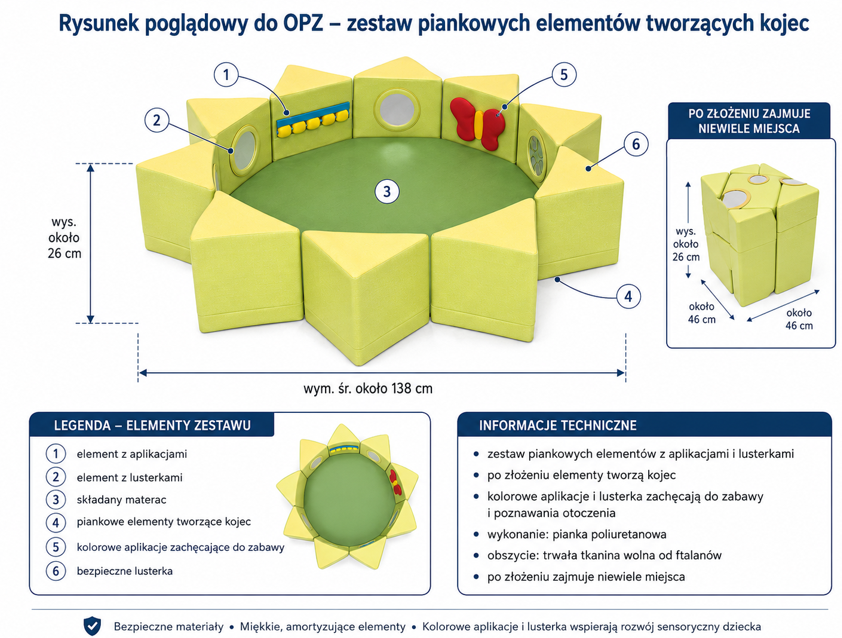 Rysunek poglądowy do OPZ – zestaw piankowych elementów tworzących kojec
1
2
3
4
5
6
wys.
około
26 cm
wym. śr. około 138 cm
PO ZŁOŻENIU ZAJMUJE
NIEWIELE MIEJSCA
wys.
około
26 cm
około
46 cm
około
46 cm
LEGENDA – ELEMENTY ZESTAWU
1 element z aplikacjami
2 element z lusterkami
3 składany materac
4 piankowe elementy tworzące kojec
5 kolorowe aplikacje zachęcające do zabawy
6 bezpieczne lusterka
INFORMACJE TECHNICZNE
• zestaw piankowych elementów z aplikacjami i lusterkami
• po złożeniu elementy tworzą kojec
• kolorowe aplikacje i lusterka zachęcają do zabawy
i poznawania otoczenia
• wykonanie: pianka poliuretanowa
• obszycie: trwała tkanina wolna od ftalanów
• po złożeniu zajmuje niewiele miejsca
Bezpieczne materiały • Miękkie, amortyzujące elementy • Kolorowe aplikacje i lusterka wspierają rozwój sensoryczny dziecka